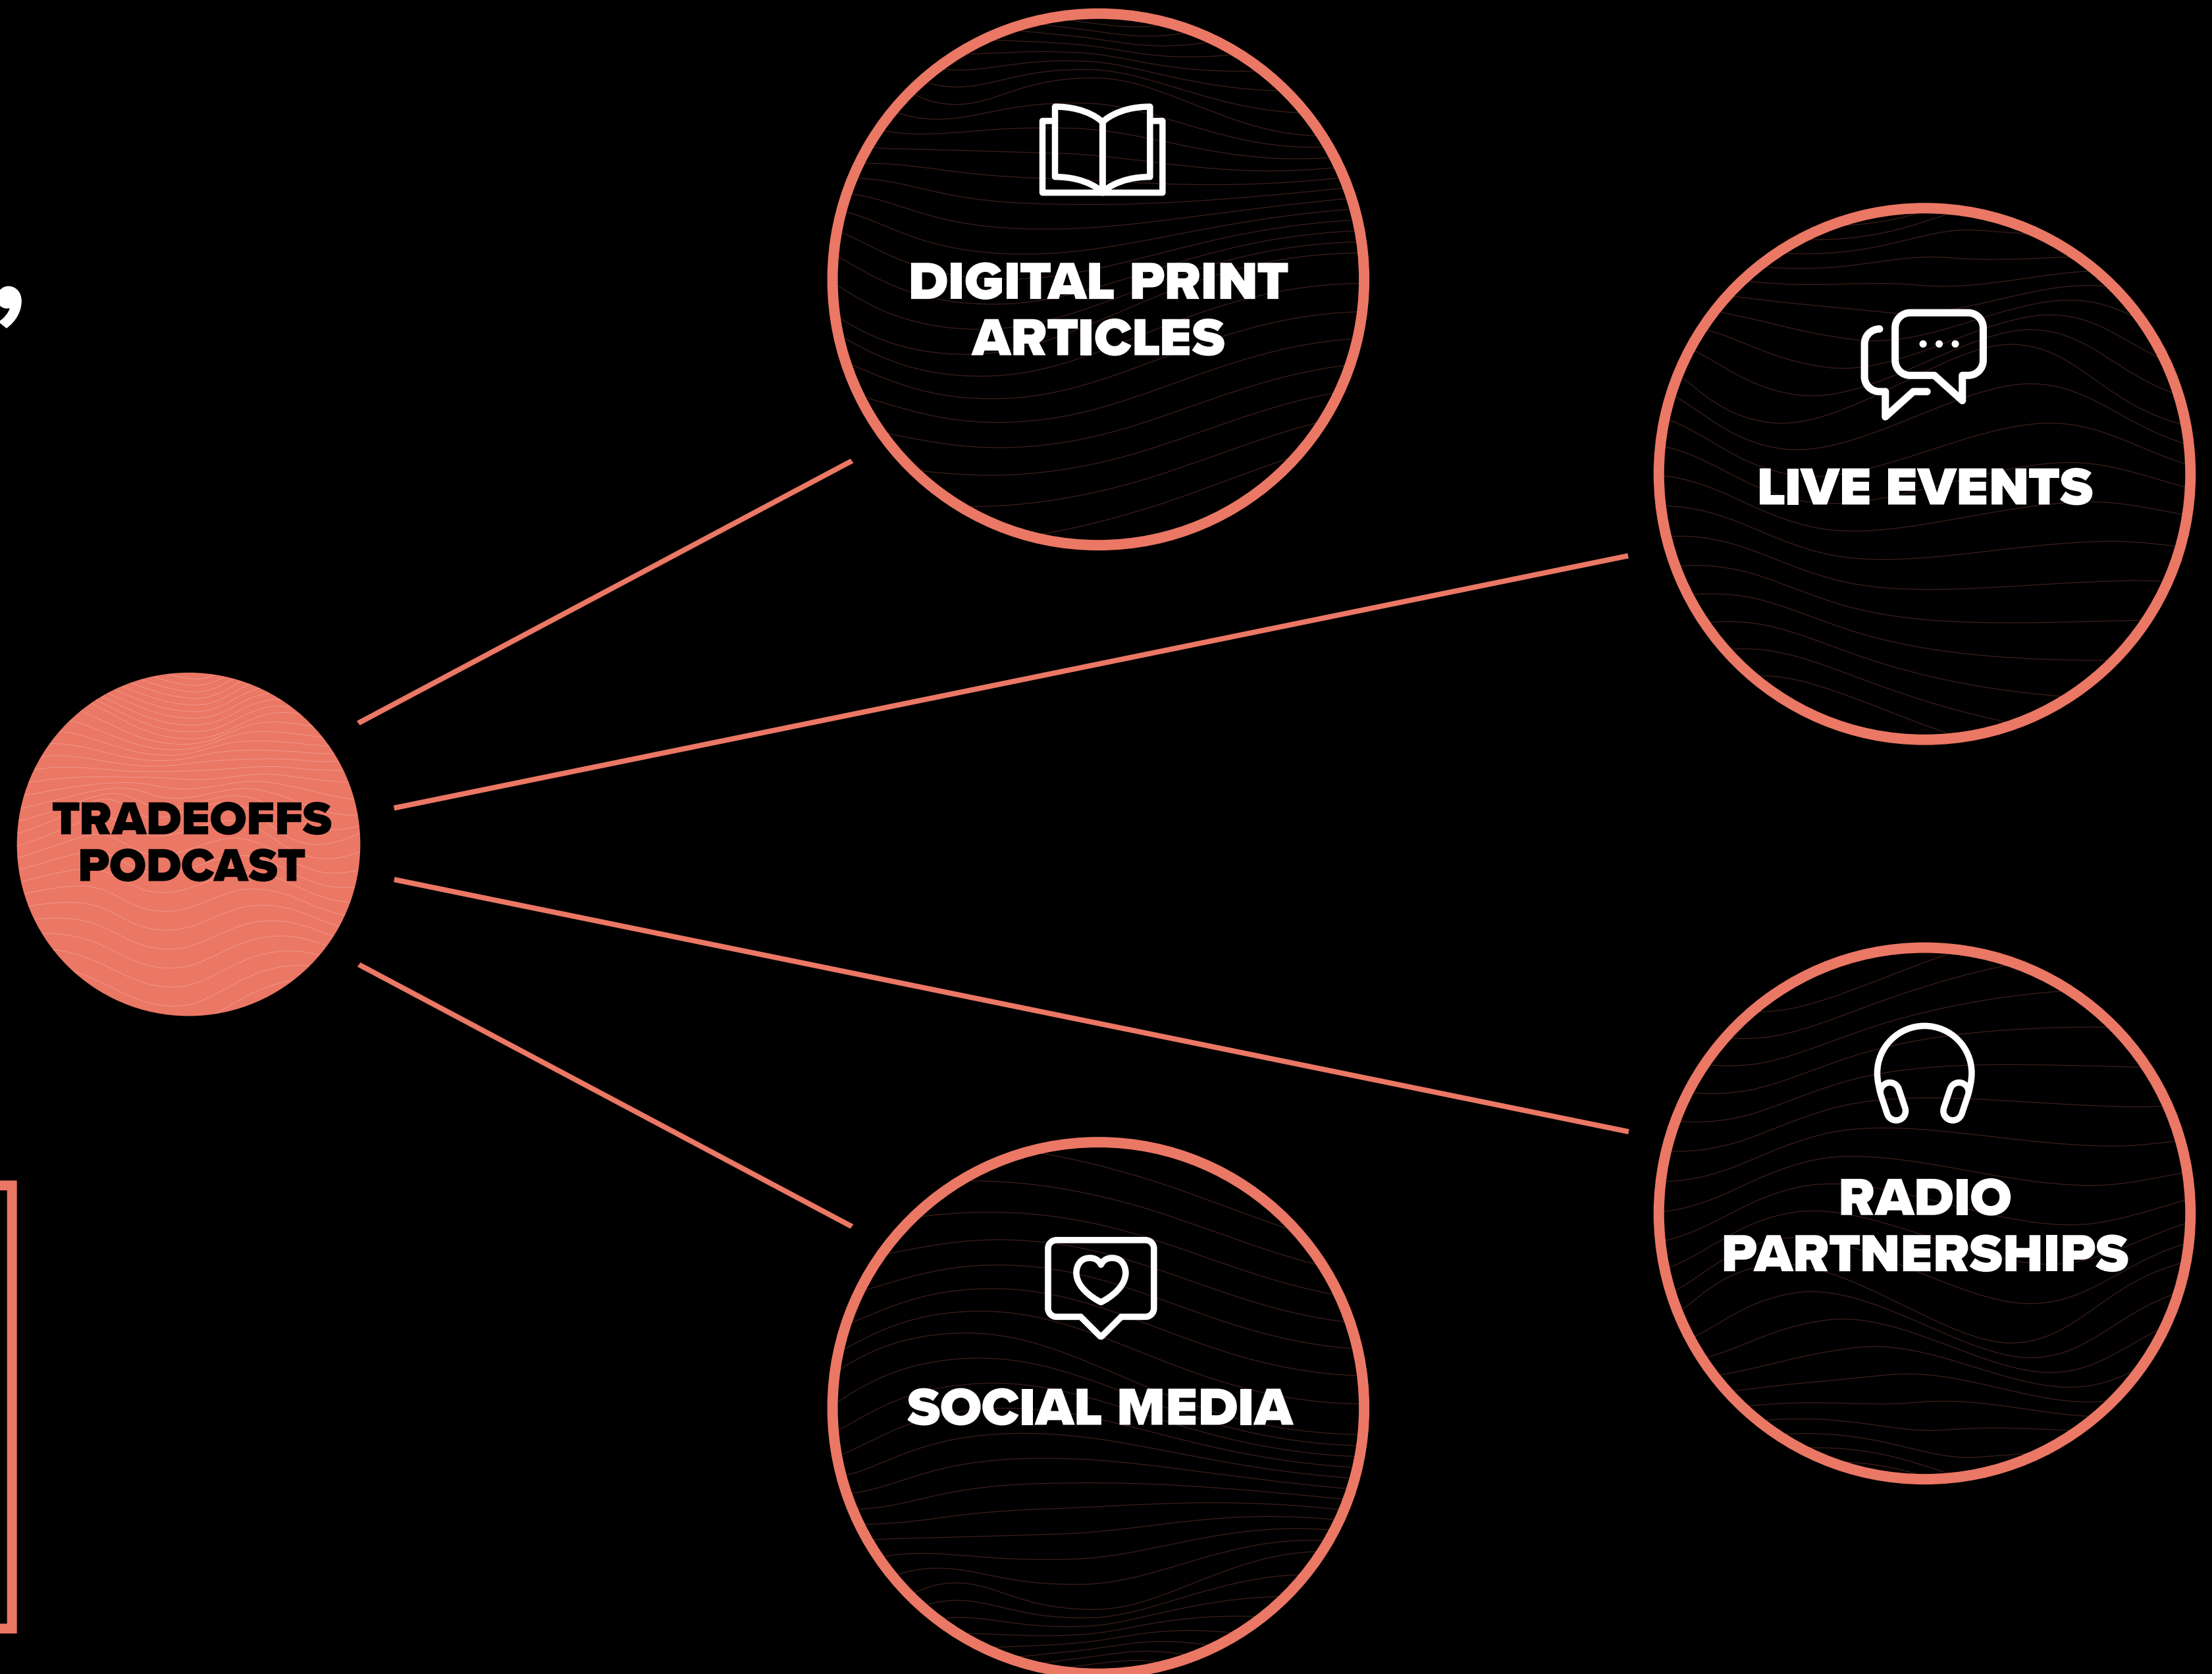 ,
DIGITAL PRINT
ARTICLES
LIVE EVENTS
TRADEOFFS
PODCAST
RADIO
PARTNERSHIPS
SOCIAL MEDIA